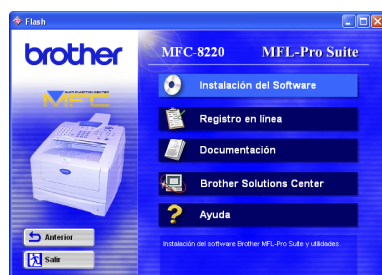 Flash
brother
MFC-8220 MFL-Pro Suite
MFC
Instalación del Software
Registro en línea
Documentación
Brother Solutions Center
Ayuda
Anterior
Salir
Instalación del software Brother MFL-Pro Suite y utilidades.